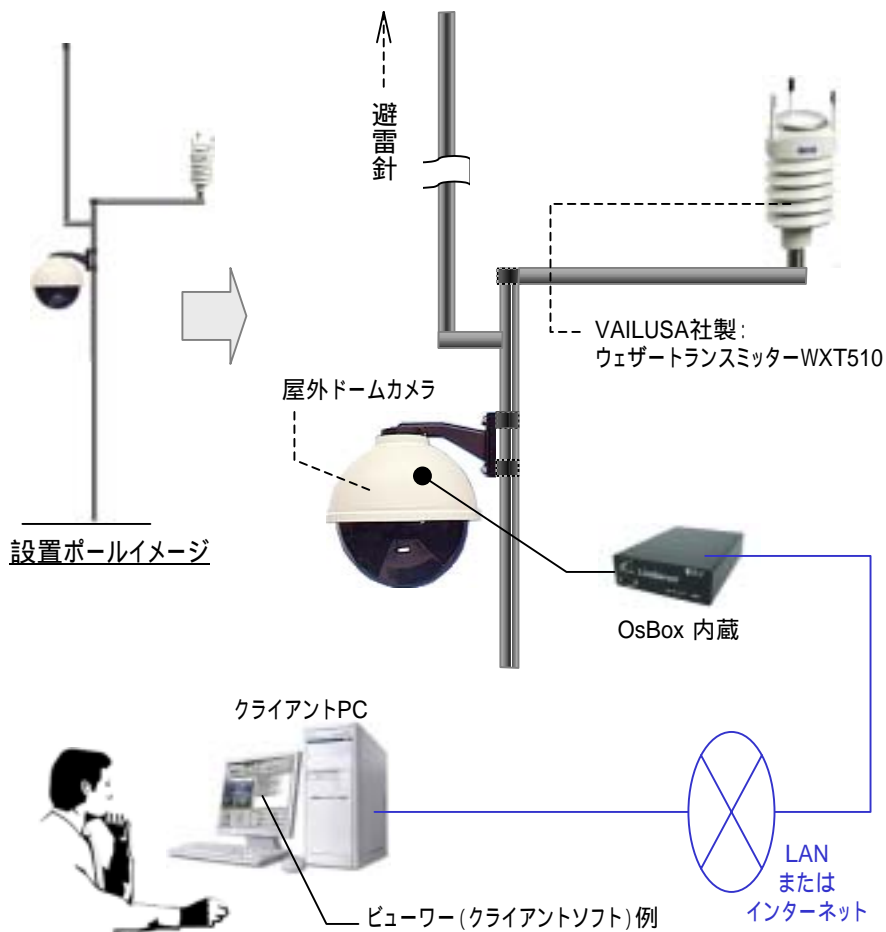 避雷針
VAILUSA社製:
ウェザートランスミッターWXT510
屋外ドームカメラ
設置ポールイメージ
OsBox 内蔵
クライアントPC
LAN
または
インターネット
ビューワー(クライアントソフト)例